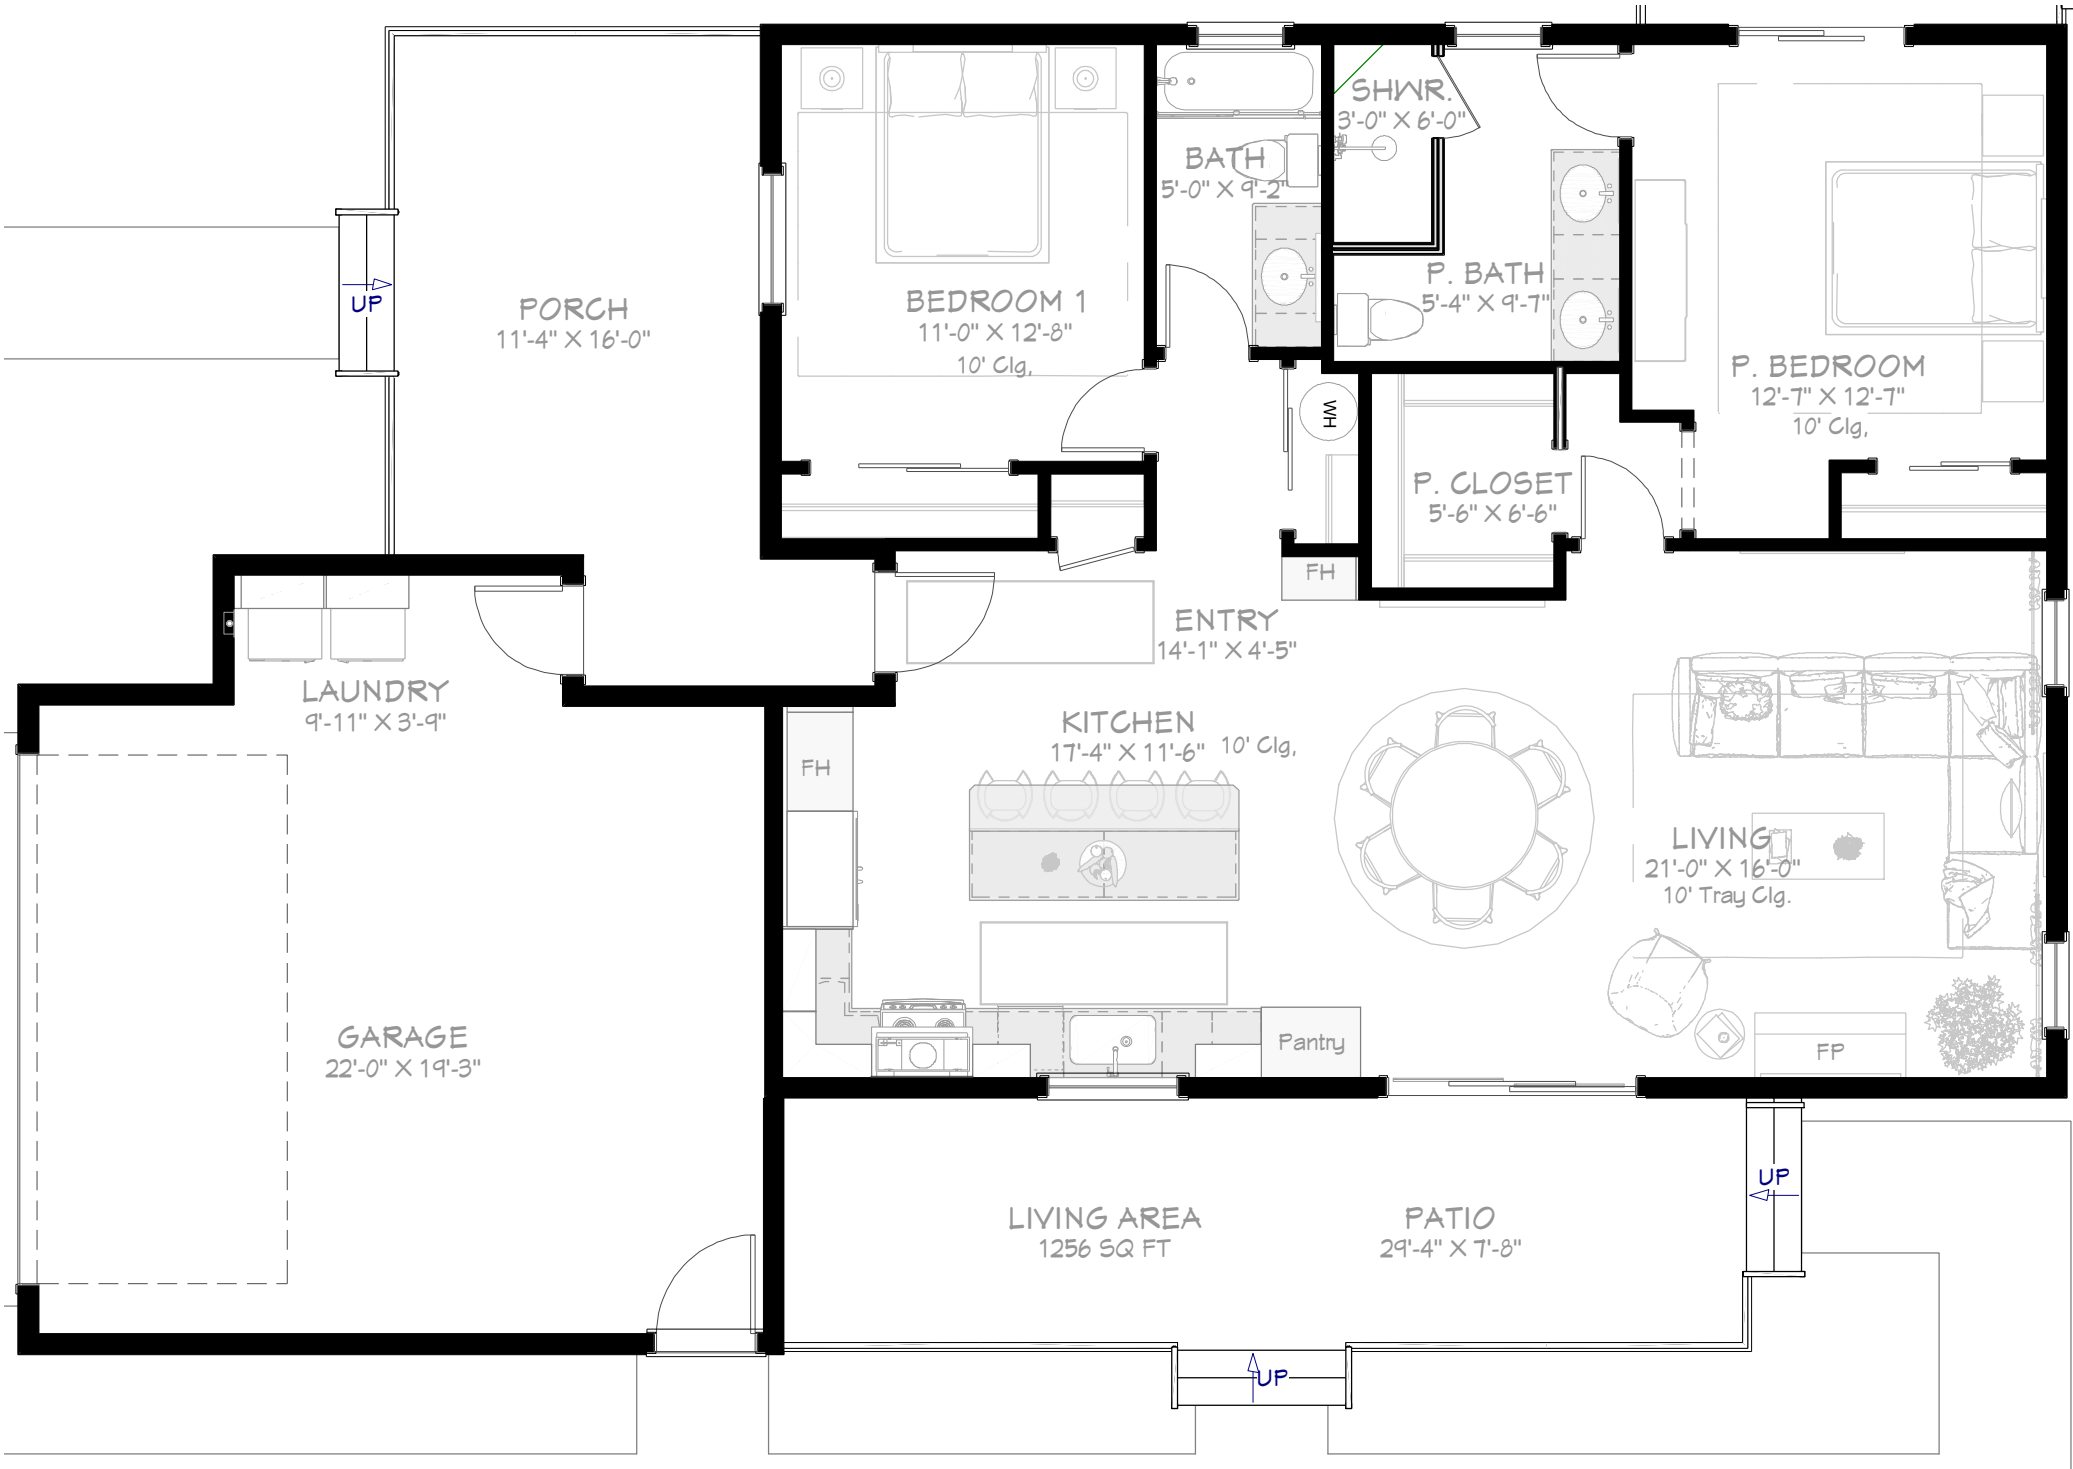 SHWR.
3'-0" X 6'-0"
BATH
5'-0" X 9'-2"
P. BATH
5'-4" X 9'-7"
UP
PORCH
11'-4" X 16'-0"
BEDROOM 1
11'-0" X 12'-8"
10' Clg,
P. BEDROOM
12'-7" X 12'-7"
10' Clg,
WH
P. CLOSET
5'-6" X 6'-6"
FH
ENTRY
14'-1" X 4'-5"
LAUNDRY
9'-11" X 3'-9"
KITCHEN
17'-4" X 11'-6"
10' Clg,
FH
LIVING
21'-0" X 16'-0"
10' Tray Clg.
GARAGE
22'-0" X 19'-3"
Pantry
FP
UP
LIVING AREA
1256 SQ FT
PATIO
29'-4" X 7'-8"
UP